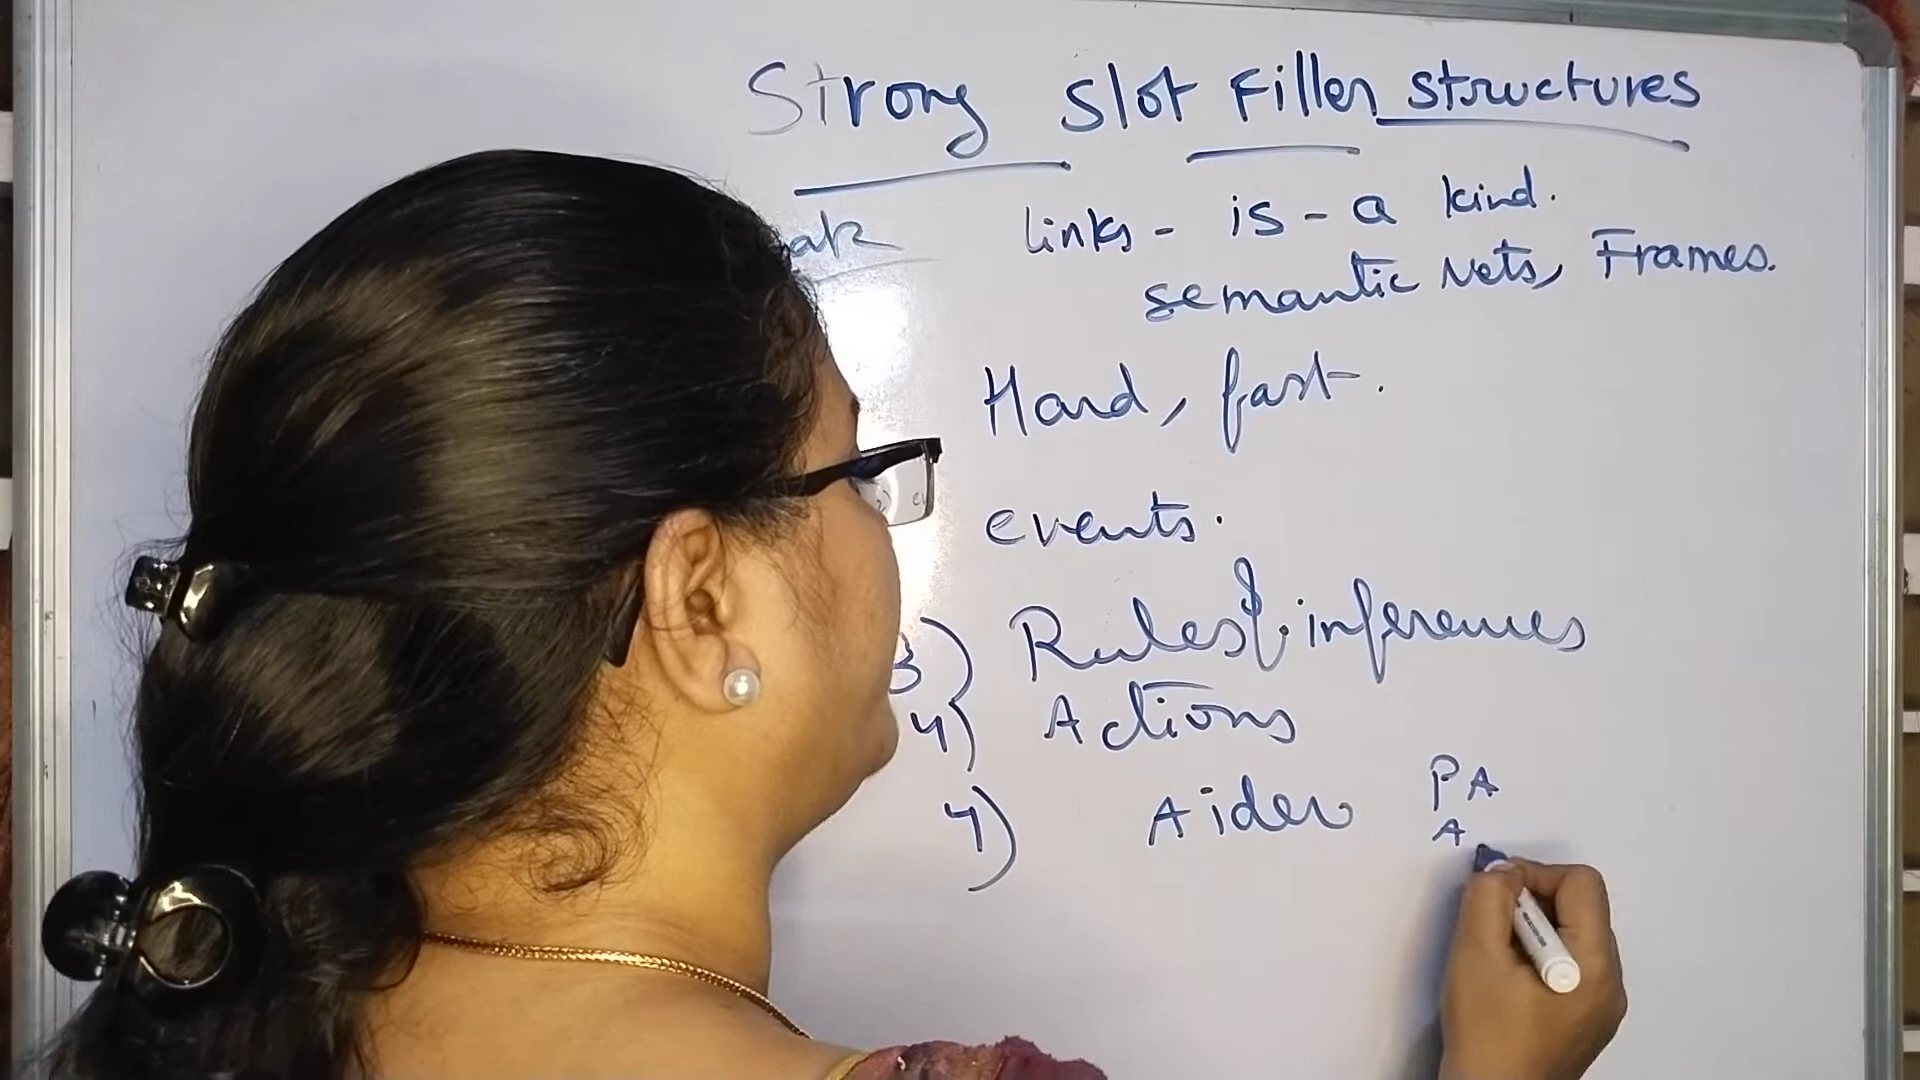 Strong Slot Filler structures
links - is - a kind.
semantic Nets, Frames.
Hard, fast.
events.
3) Rules & inferences
4) Actions
4) Aider PA
A